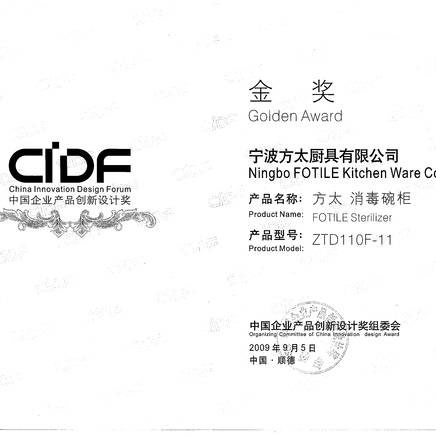 CIDF
China Innovation Design Forum
中国企业产品创新设计奖
金 奖
Golden Award
宁波方太厨具有限公司
Ningbo FOTILE Kitchen Ware Co
产品名称: 方太 消毒碗柜
Product Name: FOTILE Sterilizer
产品型号: ZTD110F-11
Product Model:
中国企业产品创新设计奖组委会
Organizing Committee of China Innovation design Award
2009年9月5日
中国·顺德